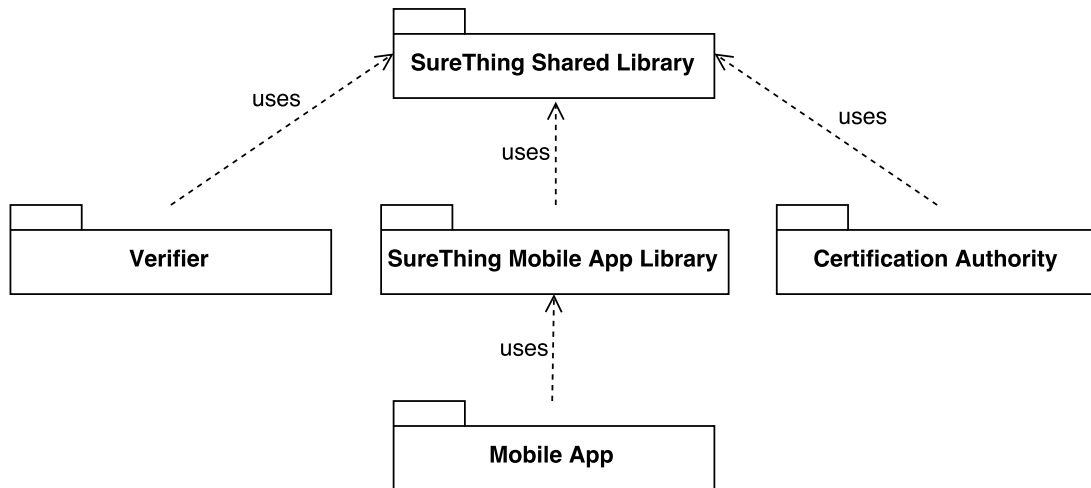 SureThing Shared Library
uses
uses
uses
Verifier
SureThing Mobile App Library
Certification Authority
uses
Mobile App